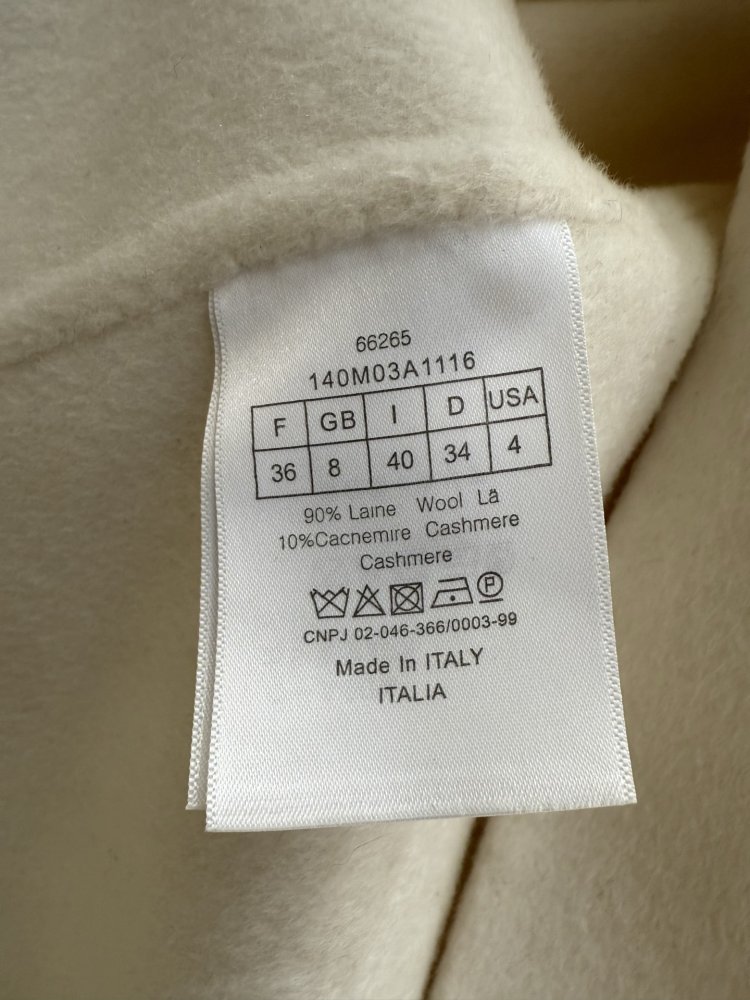 66265
140M03A1116
F GB I D USA
36 8 40 34 4
90% Laine Wool Lã
10%Cachemire Cashmere
Cashmere
P
CNPJ 02-046-366/0003-99
Made In ITALY
ITALIA